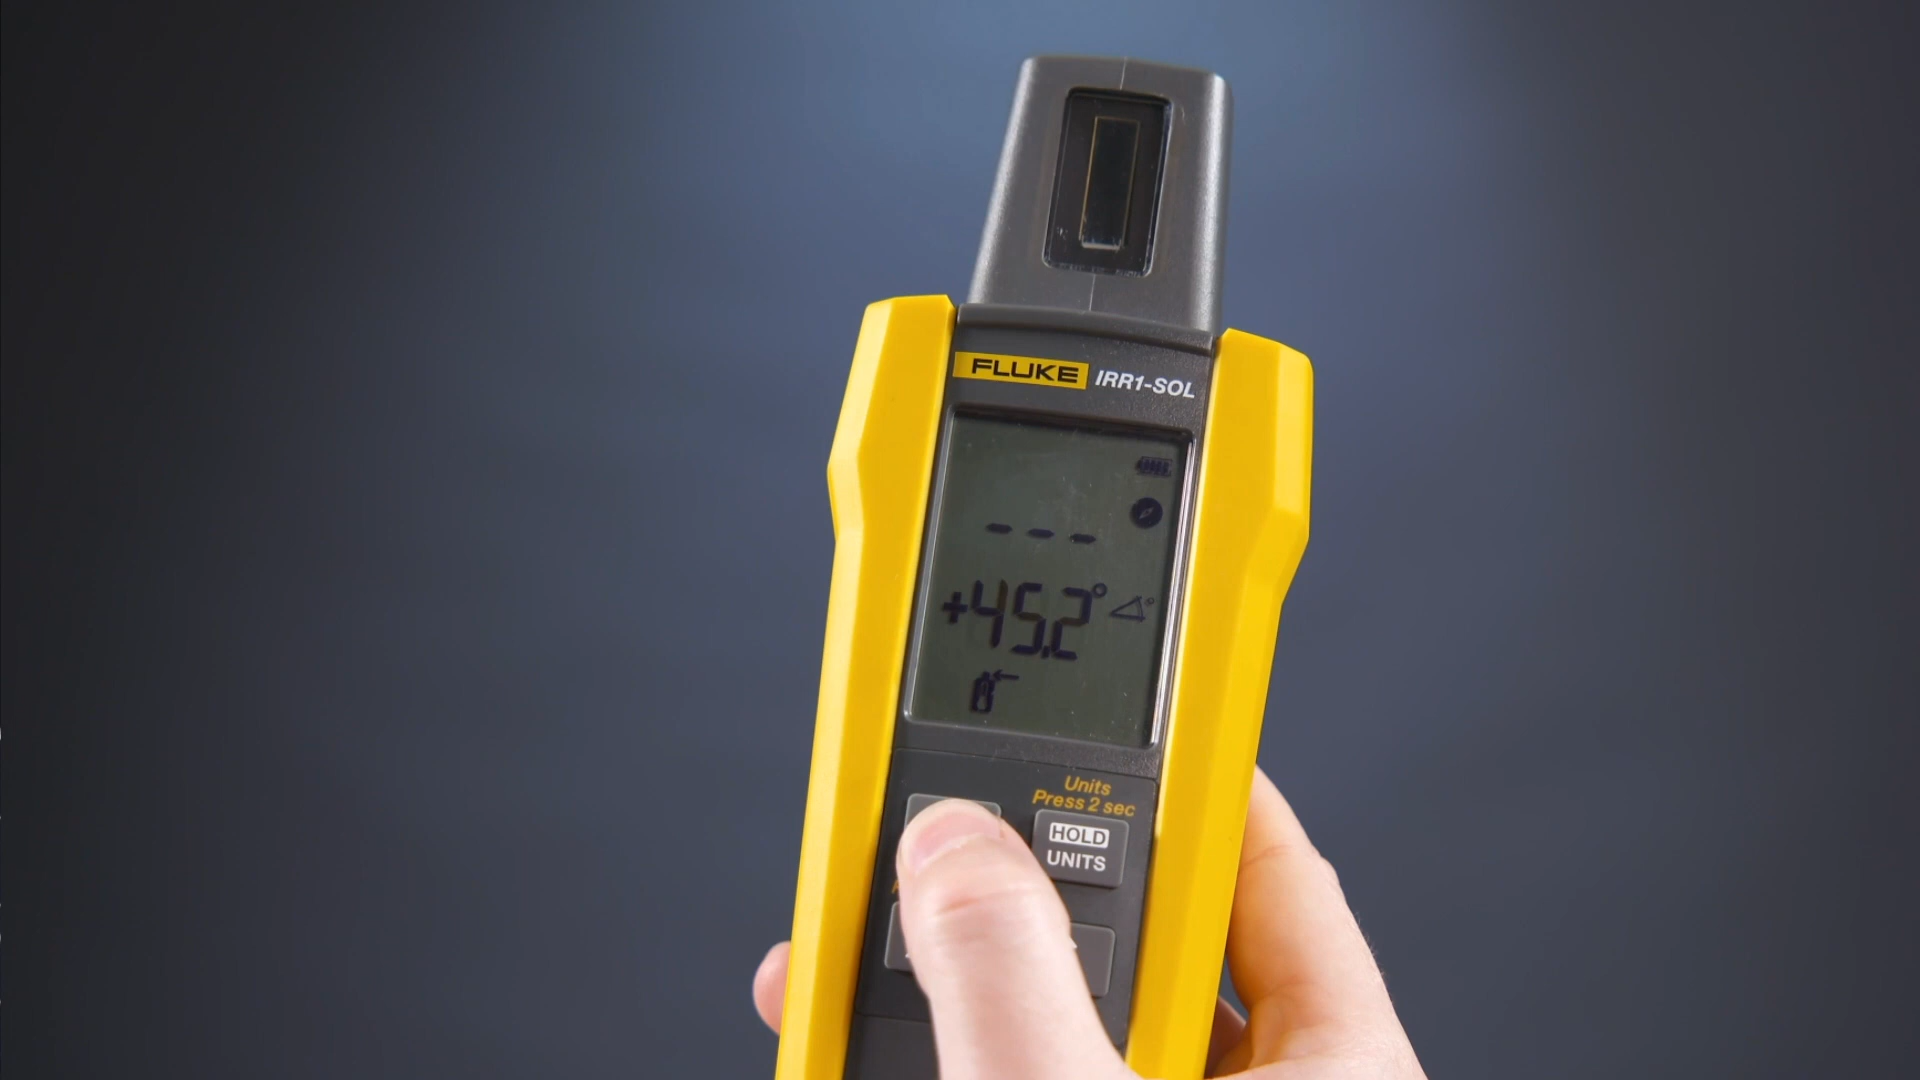 FLUKE IRR1-SOL
- - -
+45.2°
Units
Press 2 sec
HOLD
UNITS